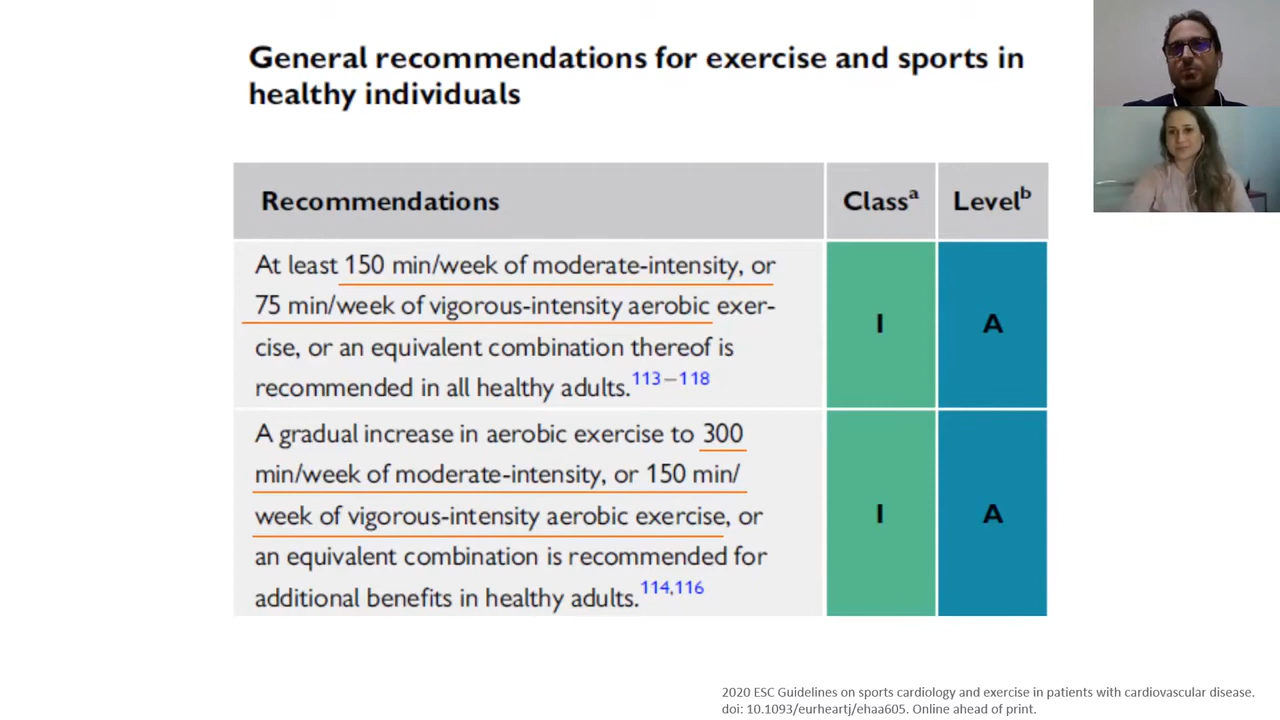 General recommendations for exercise and sports in
healthy individuals
Recommendations Classᵃ Levelᵇ
At least 150 min/week of moderate-intensity, or
75 min/week of vigorous-intensity aerobic exer-
cise, or an equivalent combination thereof is
recommended in all healthy adults.113–118
I A
A gradual increase in aerobic exercise to 300
min/week of moderate-intensity, or 150 min/
week of vigorous-intensity aerobic exercise, or
an equivalent combination is recommended for
additional benefits in healthy adults.114,116
I A
2020 ESC Guidelines on sports cardiology and exercise in patients with cardiovascular disease.
doi: 10.1093/eurheartj/ehaa605. Online ahead of print.